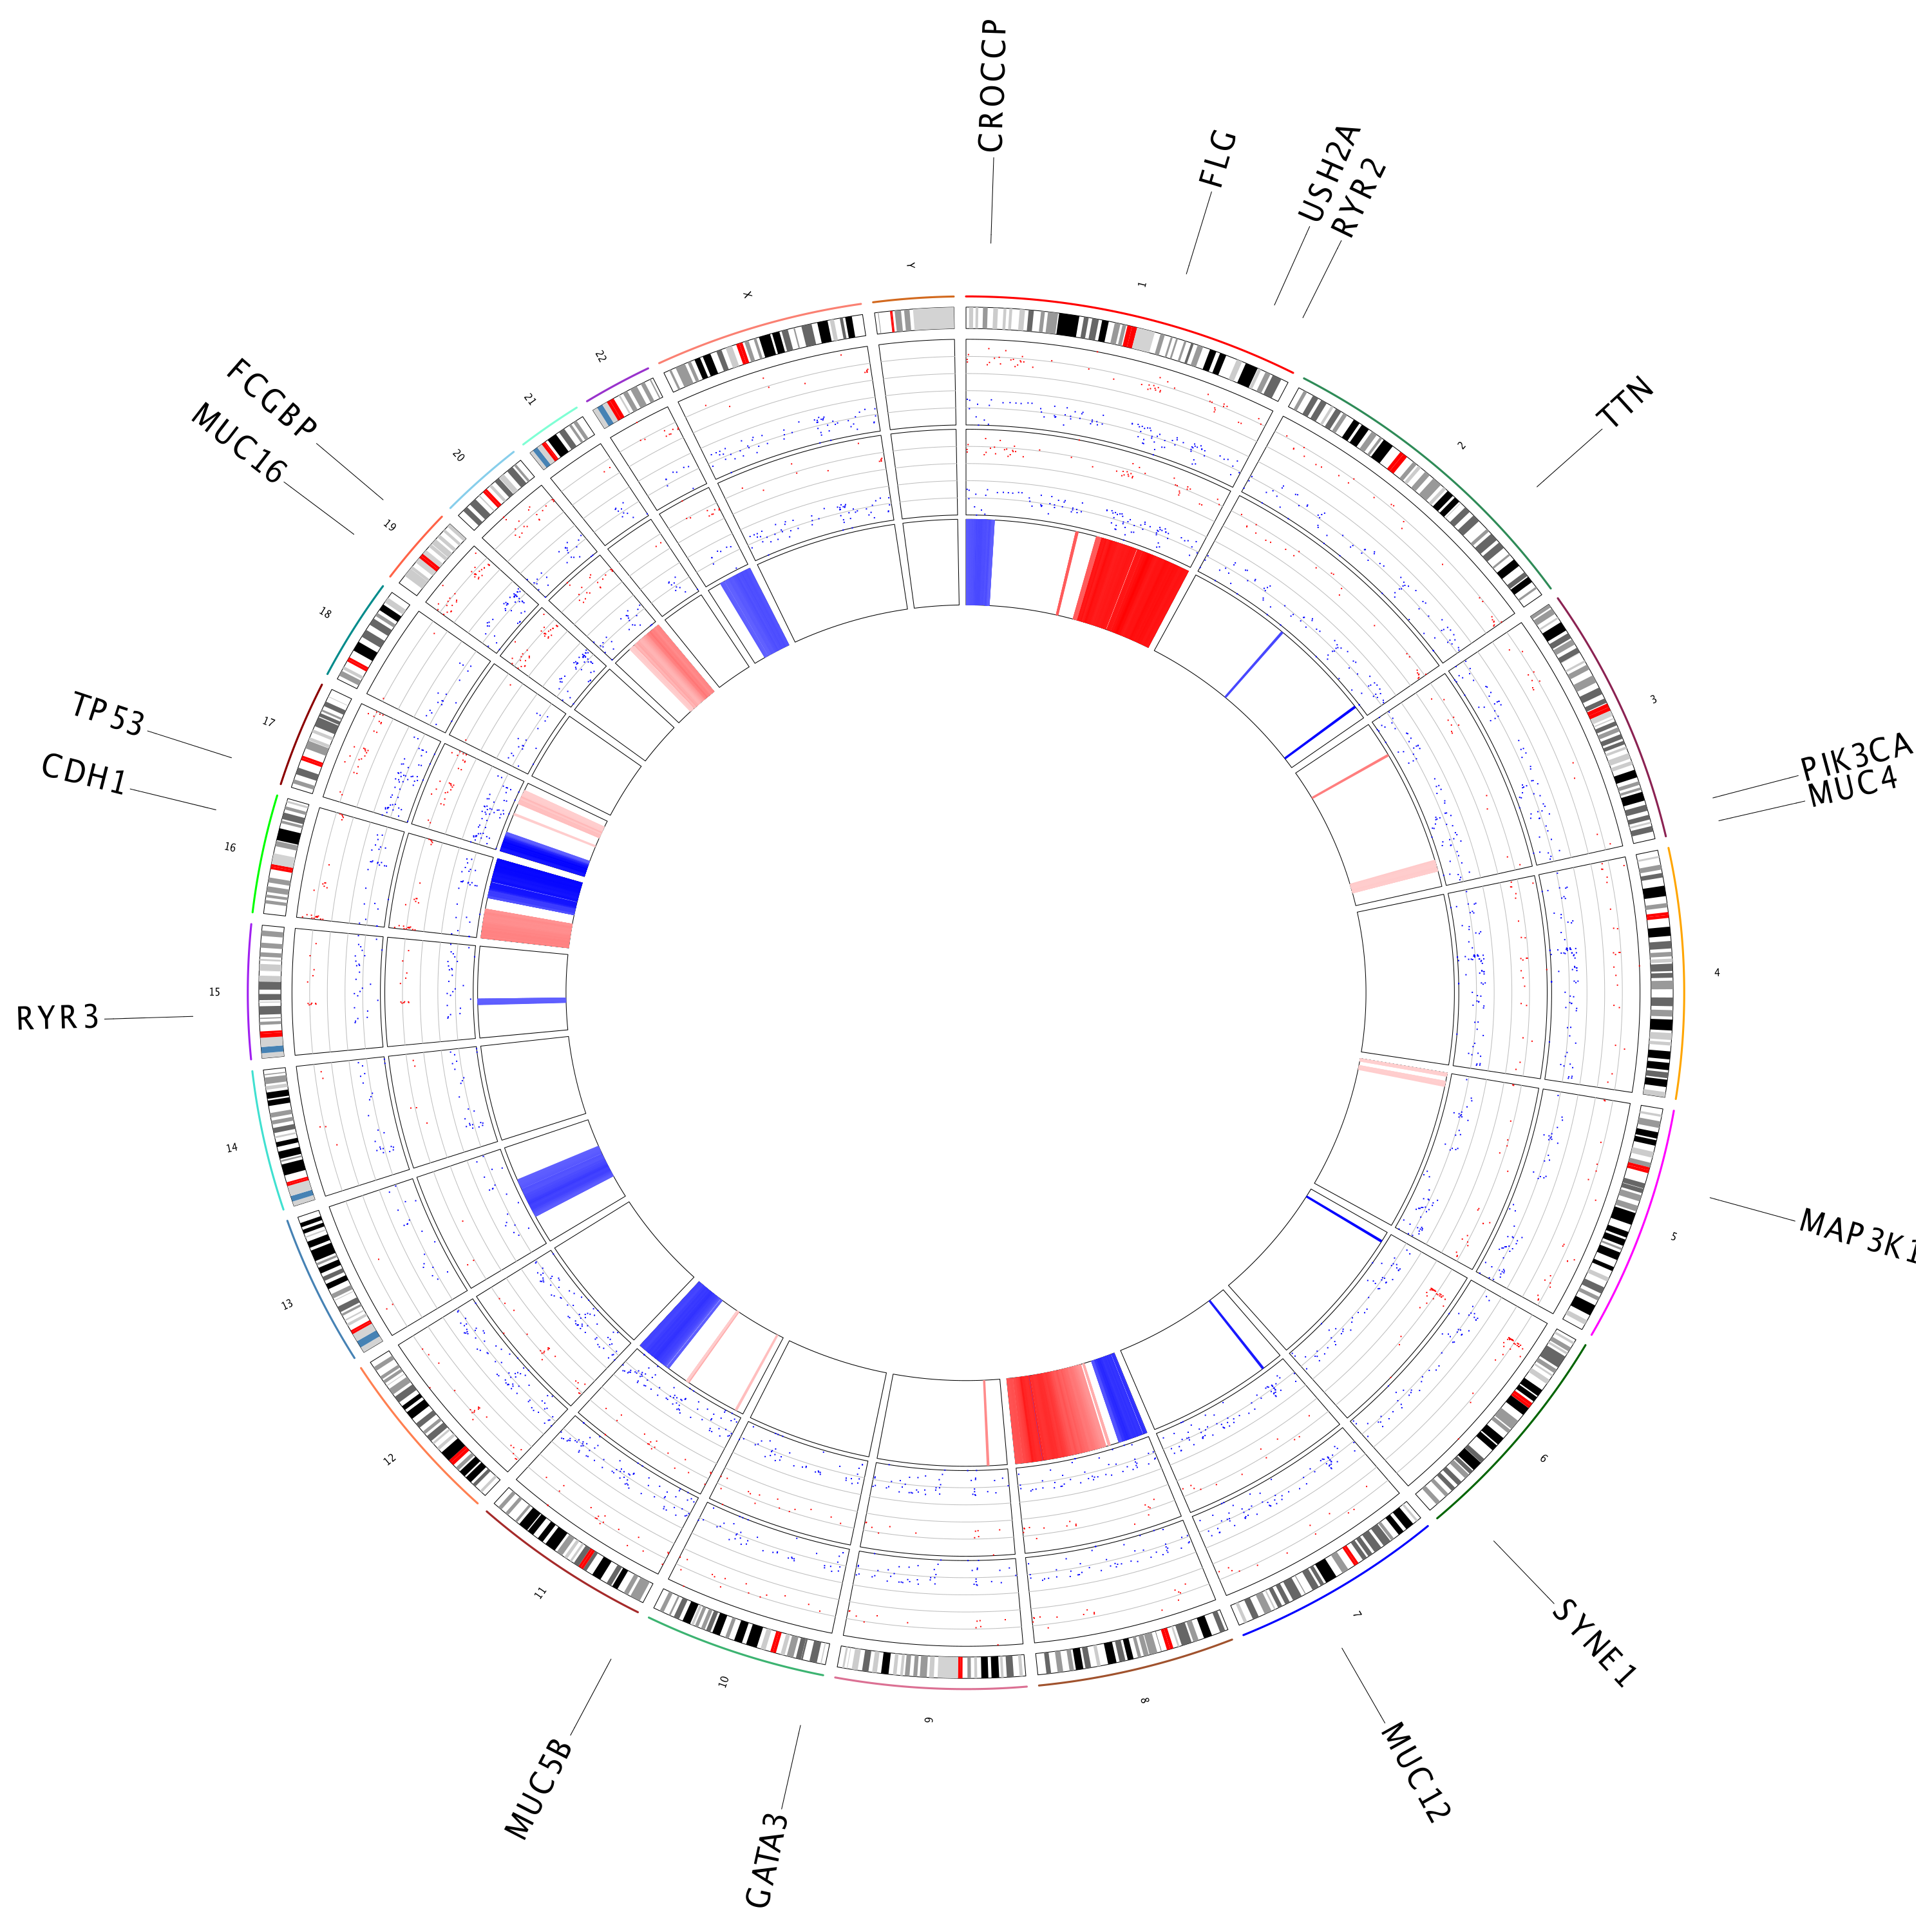 CROCCP
FLG
USH2A
RYR2
TTN
PIK3CA
MUC4
MAP3K1
SYNE1
MUC12
GATA3
MUC5B
RYR3
CDH1
TP53
MUC16
FCGBP
1
2
3
4
5
6
7
8
9
10
11
12
13
14
15
16
17
18
19
20
21
22
X
Y